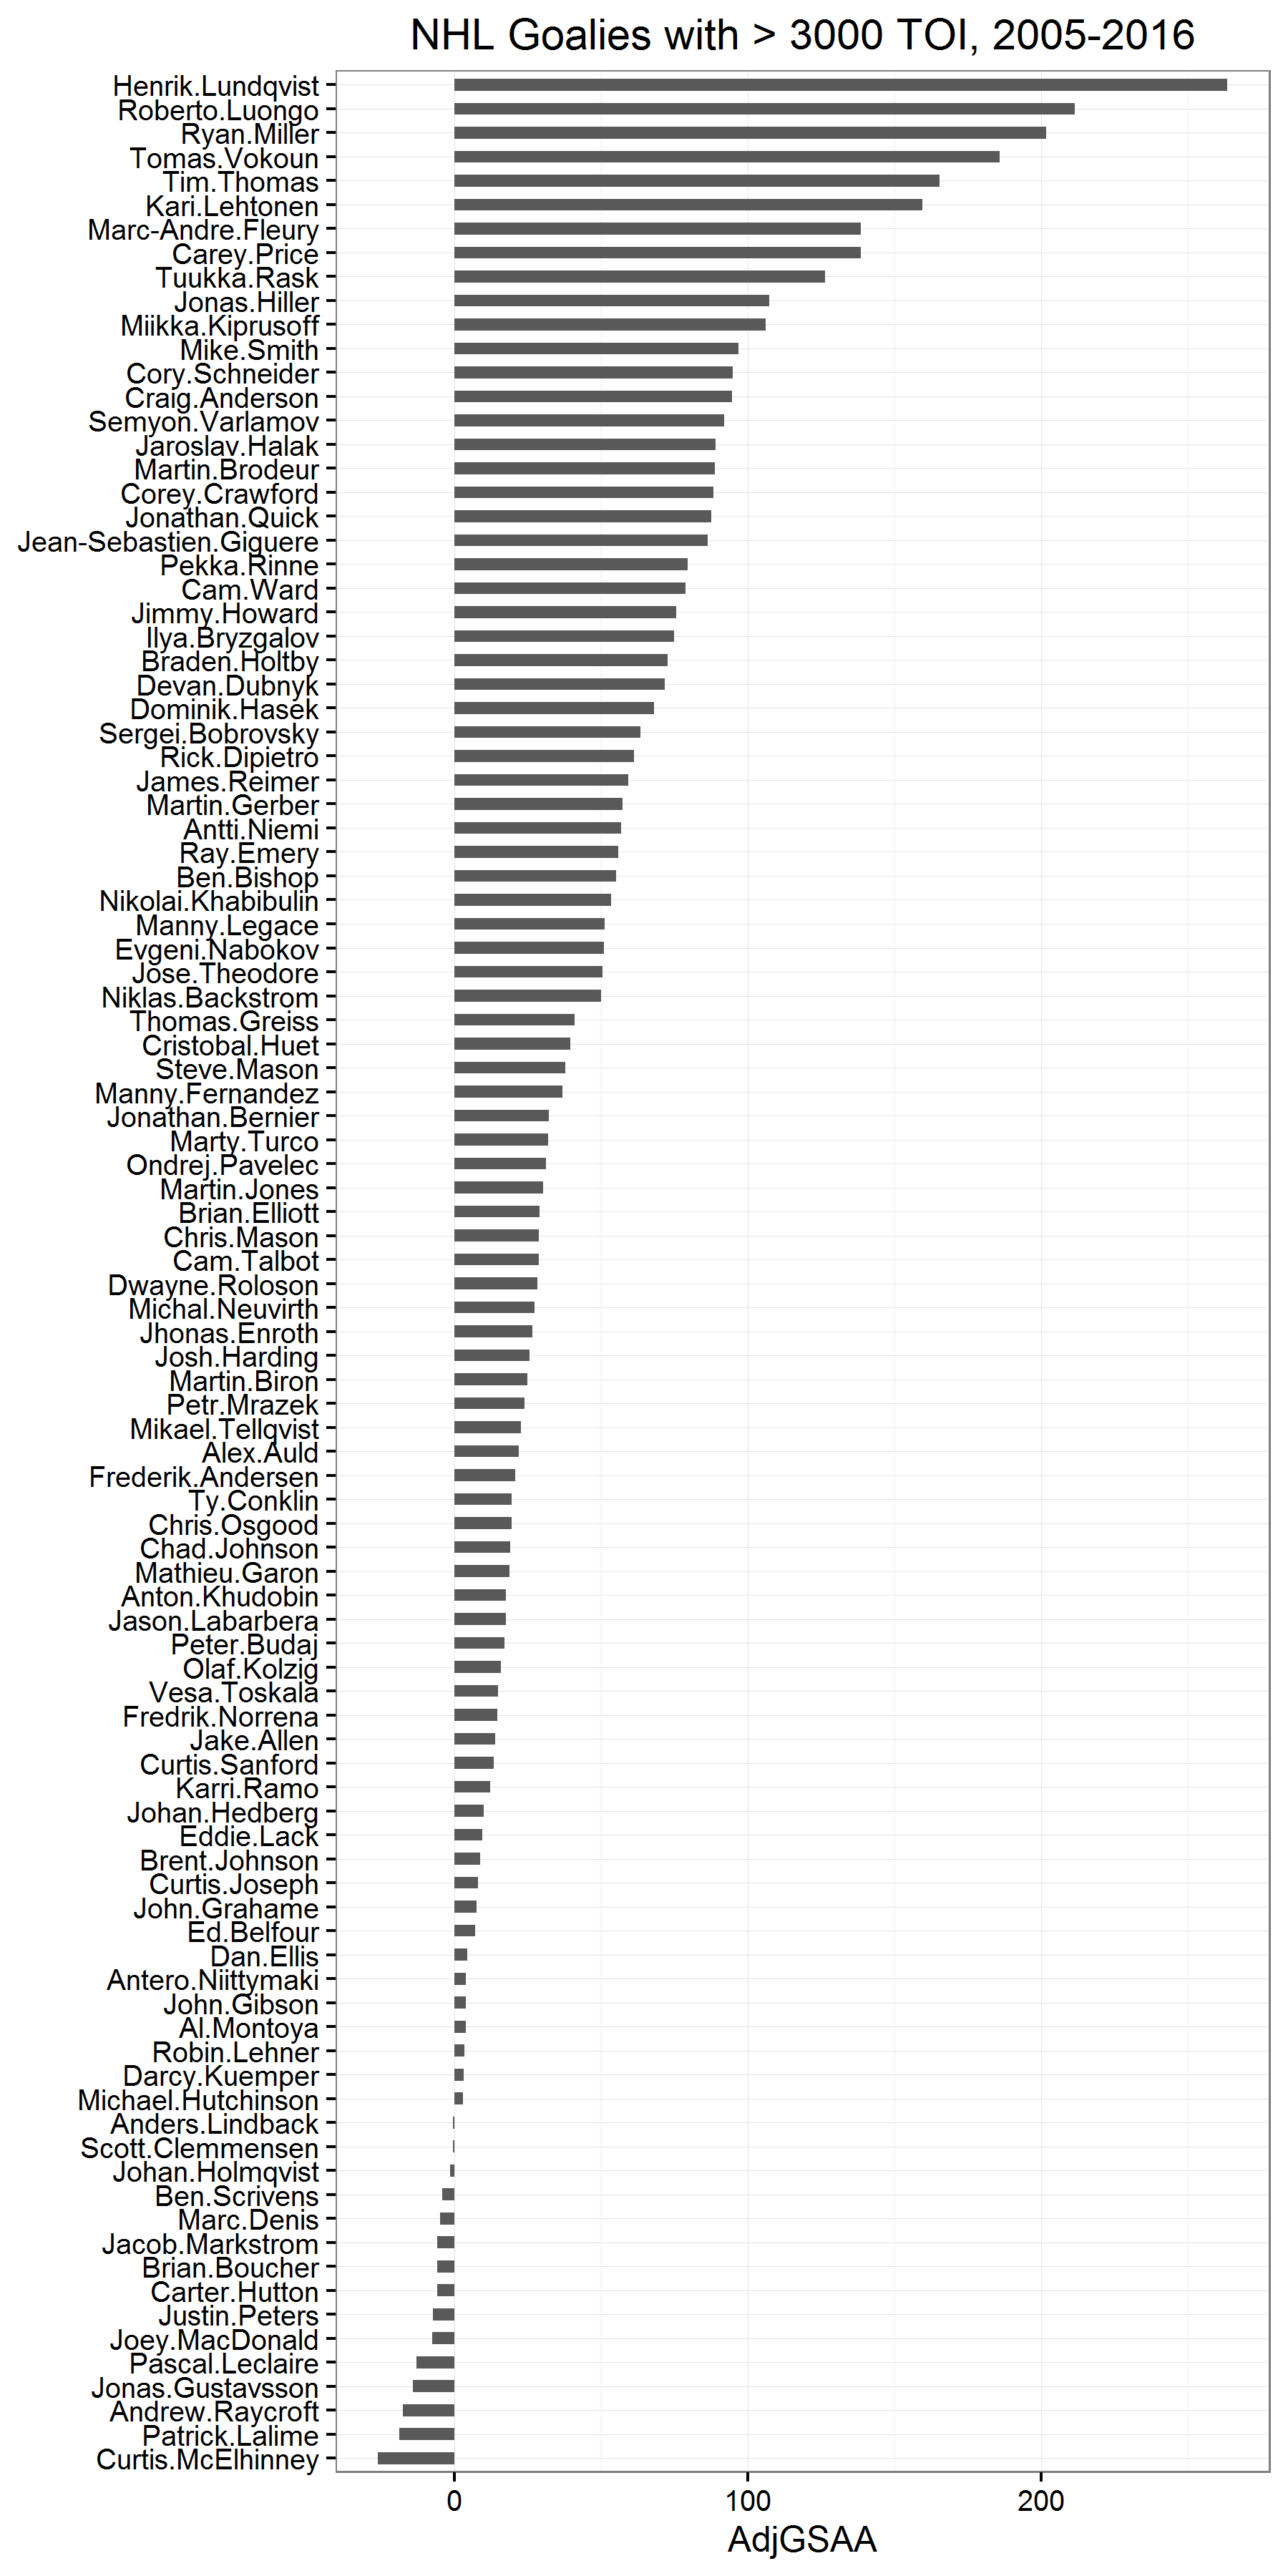 NHL Goalies with > 3000 TOI, 2005-2016
Henrik.Lundqvist
Roberto.Luongo
Ryan.Miller
Tomas.Vokoun
Tim.Thomas
Kari.Lehtonen
Marc-Andre.Fleury
Carey.Price
Tuukka.Rask
Jonas.Hiller
Miikka.Kiprusoff
Mike.Smith
Cory.Schneider
Craig.Anderson
Semyon.Varlamov
Jaroslav.Halak
Martin.Brodeur
Corey.Crawford
Jonathan.Quick
Jean-Sebastien.Giguere
Pekka.Rinne
Cam.Ward
Jimmy.Howard
Ilya.Bryzgalov
Braden.Holtby
Devan.Dubnyk
Dominik.Hasek
Sergei.Bobrovsky
Rick.Dipietro
James.Reimer
Martin.Gerber
Antti.Niemi
Ray.Emery
Ben.Bishop
Nikolai.Khabibulin
Manny.Legace
Evgeni.Nabokov
Jose.Theodore
Niklas.Backstrom
Thomas.Greiss
Cristobal.Huet
Steve.Mason
Manny.Fernandez
Jonathan.Bernier
Marty.Turco
Ondrej.Pavelec
Martin.Jones
Brian.Elliott
Chris.Mason
Cam.Talbot
Dwayne.Roloson
Michal.Neuvirth
Jhonas.Enroth
Josh.Harding
Martin.Biron
Petr.Mrazek
Mikael.Tellqvist
Alex.Auld
Frederik.Andersen
Ty.Conklin
Chris.Osgood
Chad.Johnson
Mathieu.Garon
Anton.Khudobin
Jason.Labarbera
Peter.Budaj
Olaf.Kolzig
Vesa.Toskala
Fredrik.Norrena
Jake.Allen
Curtis.Sanford
Karri.Ramo
Johan.Hedberg
Eddie.Lack
Brent.Johnson
Curtis.Joseph
John.Grahame
Ed.Belfour
Dan.Ellis
Antero.Niittymaki
John.Gibson
Al.Montoya
Robin.Lehner
Darcy.Kuemper
Michael.Hutchinson
Anders.Lindback
Scott.Clemmensen
Johan.Holmqvist
Ben.Scrivens
Marc.Denis
Jacob.Markstrom
Brian.Boucher
Carter.Hutton
Justin.Peters
Joey.MacDonald
Pascal.Leclaire
Jonas.Gustavsson
Andrew.Raycroft
Patrick.Lalime
Curtis.McElhinney
0 100 200
AdjGSAA